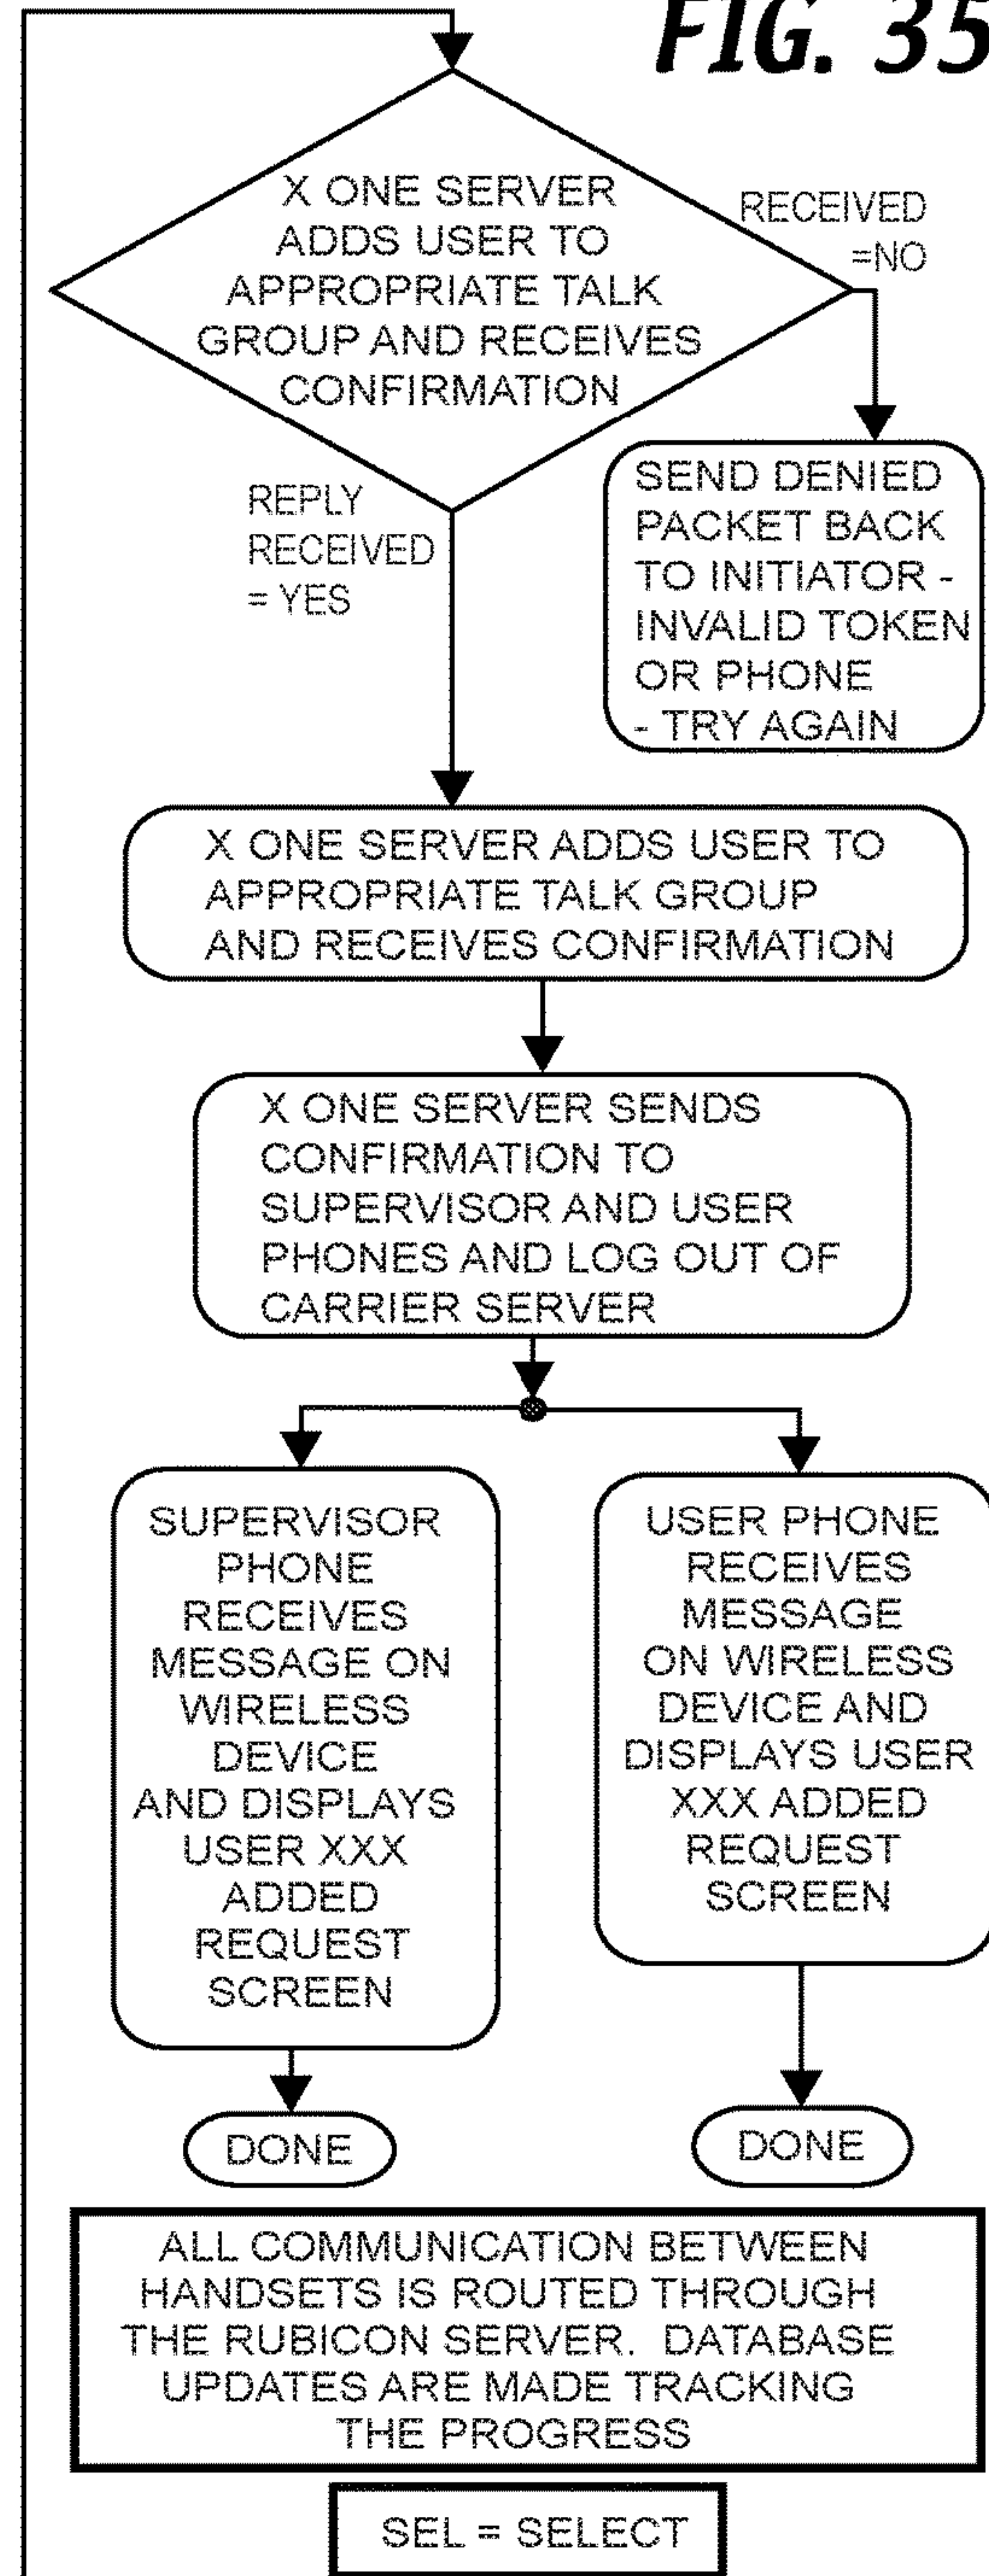 FIG. 35
X ONE SERVER
ADDS USER TO
APPROPRIATE TALK
GROUP AND RECEIVES
CONFIRMATION
RECEIVED
=NO
REPLY
RECEIVED
= YES
SEND DENIED
PACKET BACK
TO INITIATOR -
INVALID TOKEN
OR PHONE
- TRY AGAIN
X ONE SERVER ADDS USER TO
APPROPRIATE TALK GROUP
AND RECEIVES CONFIRMATION
X ONE SERVER SENDS
CONFIRMATION TO
SUPERVISOR AND USER
PHONES AND LOG OUT OF
CARRIER SERVER
SUPERVISOR
PHONE
RECEIVES
MESSAGE ON
WIRELESS
DEVICE
AND DISPLAYS
USER XXX
ADDED
REQUEST
SCREEN
USER PHONE
RECEIVES
MESSAGE
ON WIRELESS
DEVICE AND
DISPLAYS USER
XXX ADDED
REQUEST
SCREEN
DONE
DONE
ALL COMMUNICATION BETWEEN
HANDSETS IS ROUTED THROUGH
THE RUBICON SERVER. DATABASE
UPDATES ARE MADE TRACKING
THE PROGRESS
SEL = SELECT